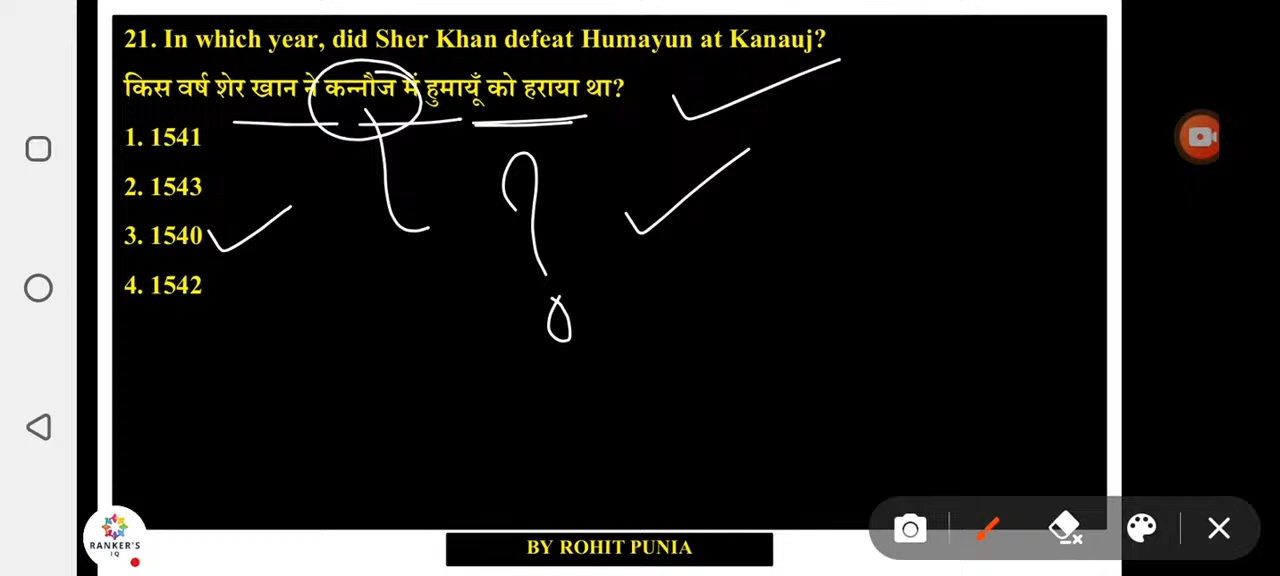 21. In which year, did Sher Khan defeat Humayun at Kanauj?
किस वर्ष शेर खान ने कन्नौज में हुमायूँ को हराया था?
1. 1541
2. 1543
3. 1540
4. 1542
RANKER'S
IQ
BY ROHIT PUNIA